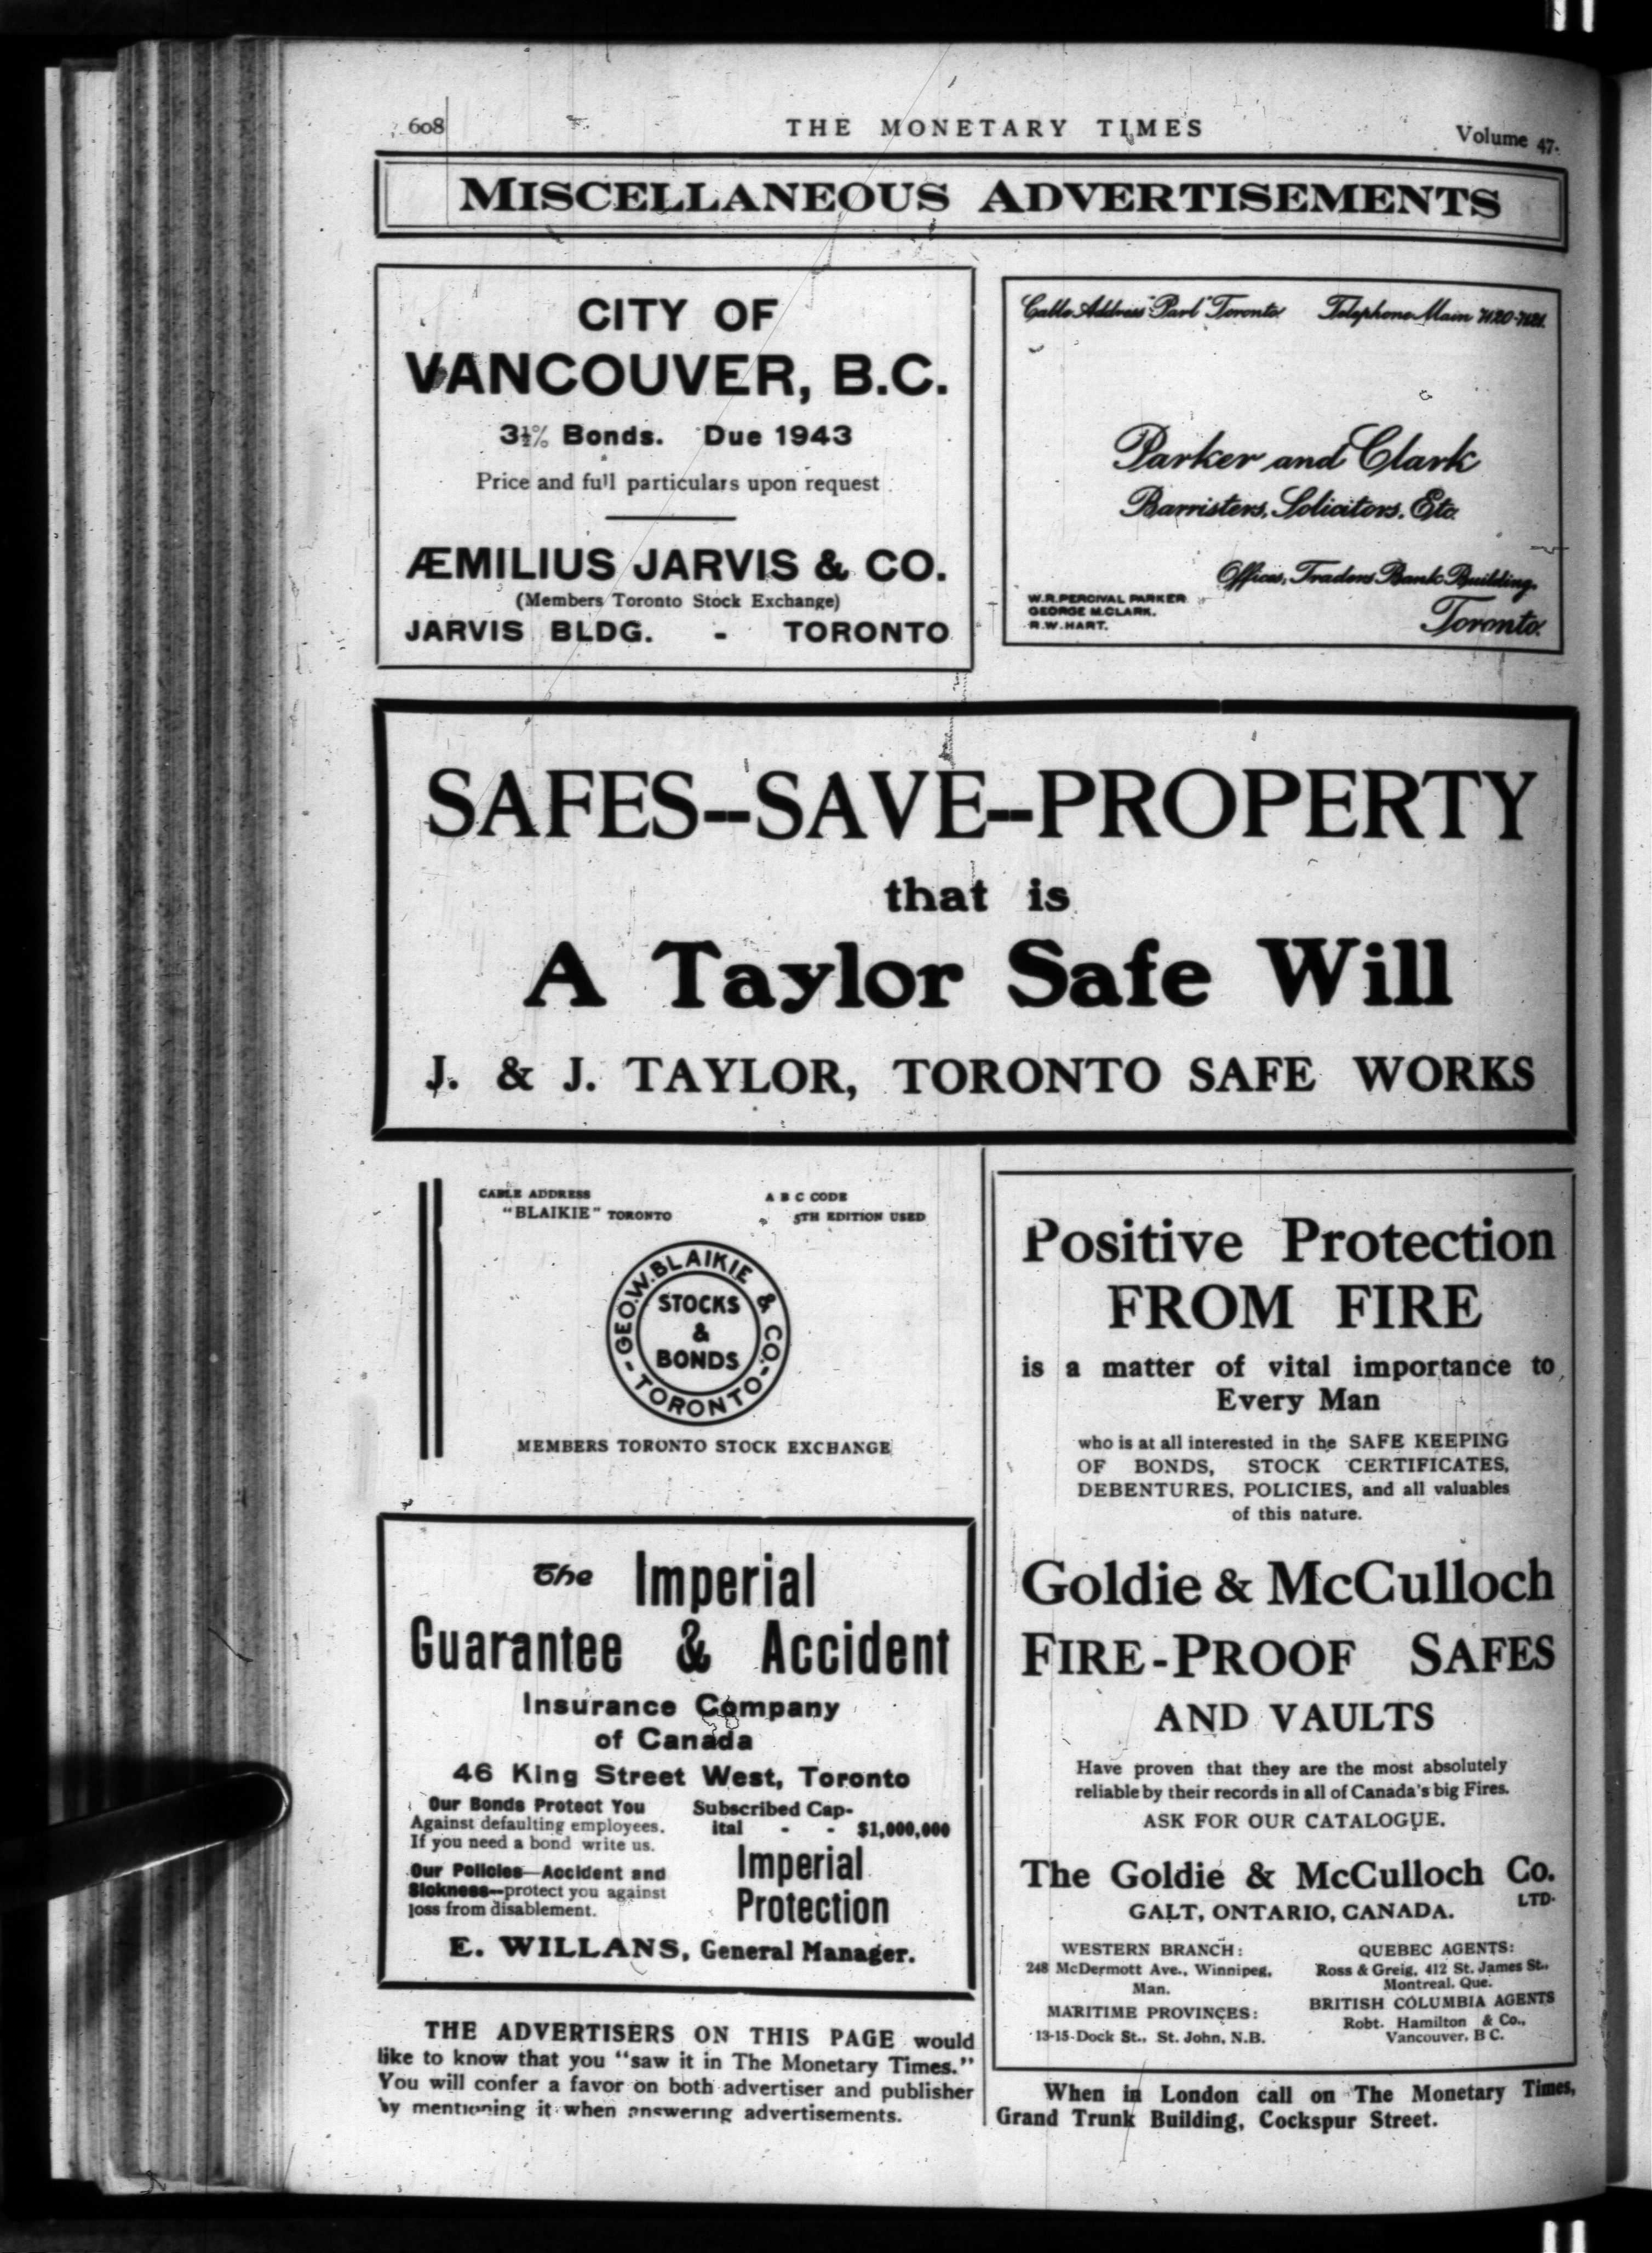 608
THE MONETARY TIMES
Volume 47.
MISCELLANEOUS ADVERTISEMENTS
CITY OF
VANCOUVER, B.C.
3½% Bonds. Due 1943
Price and full particulars upon request
ÆMILIUS JARVIS & CO.
(Members Toronto Stock Exchange)
JARVIS BLDG. - TORONTO
Cable Address "Parl" Toronto Telephone Main 7120-7121.
Parker and Clark
Barristers, Solicitors, Etc.
Offices, Traders Bank Building,
W.R. PERCIVAL PARKER
GEORGE M. CLARK.
R.W. HART.
Toronto.
SAFES--SAVE--PROPERTY
that is
A Taylor Safe Will
J. & J. TAYLOR, TORONTO SAFE WORKS
CABLE ADDRESS
"BLAIKIE" TORONTO
A B C CODE
5TH EDITION USED
GEO.W.BLAIKIE & CO.
-TORONTO-
STOCKS
&
BONDS
MEMBERS TORONTO STOCK EXCHANGE
The Imperial
Guarantee & Accident
Insurance Company
of Canada
46 King Street West, Toronto
Our Bonds Protect You
Against defaulting employees.
If you need a bond write us.
Our Policies—Accident and
Sickness—protect you against
loss from disablement.
Subscribed Cap-
ital - - $1,000,000
Imperial
Protection
E. WILLANS, General Manager.
THE ADVERTISERS ON THIS PAGE would
like to know that you "saw it in The Monetary Times."
You will confer a favor on both advertiser and publisher
by mentioning it when answering advertisements.
Positive Protection
FROM FIRE
is a matter of vital importance to
Every Man
who is at all interested in the SAFE KEEPING
OF BONDS, STOCK CERTIFICATES,
DEBENTURES, POLICIES, and all valuables
of this nature.
Goldie & McCulloch
FIRE-PROOF SAFES
AND VAULTS
Have proven that they are the most absolutely
reliable by their records in all of Canada's big Fires.
ASK FOR OUR CATALOGUE.
The Goldie & McCulloch Co.
LTD.
GALT, ONTARIO, CANADA.
WESTERN BRANCH:
248 McDermott Ave., Winnipeg,
Man.
MARITIME PROVINCES:
13-15-Dock St., St. John, N.B.
QUEBEC AGENTS:
Ross & Greig, 412 St. James St.,
Montreal, Que.
BRITISH COLUMBIA AGENTS
Robt. Hamilton & Co.,
Vancouver, B C.
When in London call on The Monetary Times,
Grand Trunk Building, Cockspur Street.